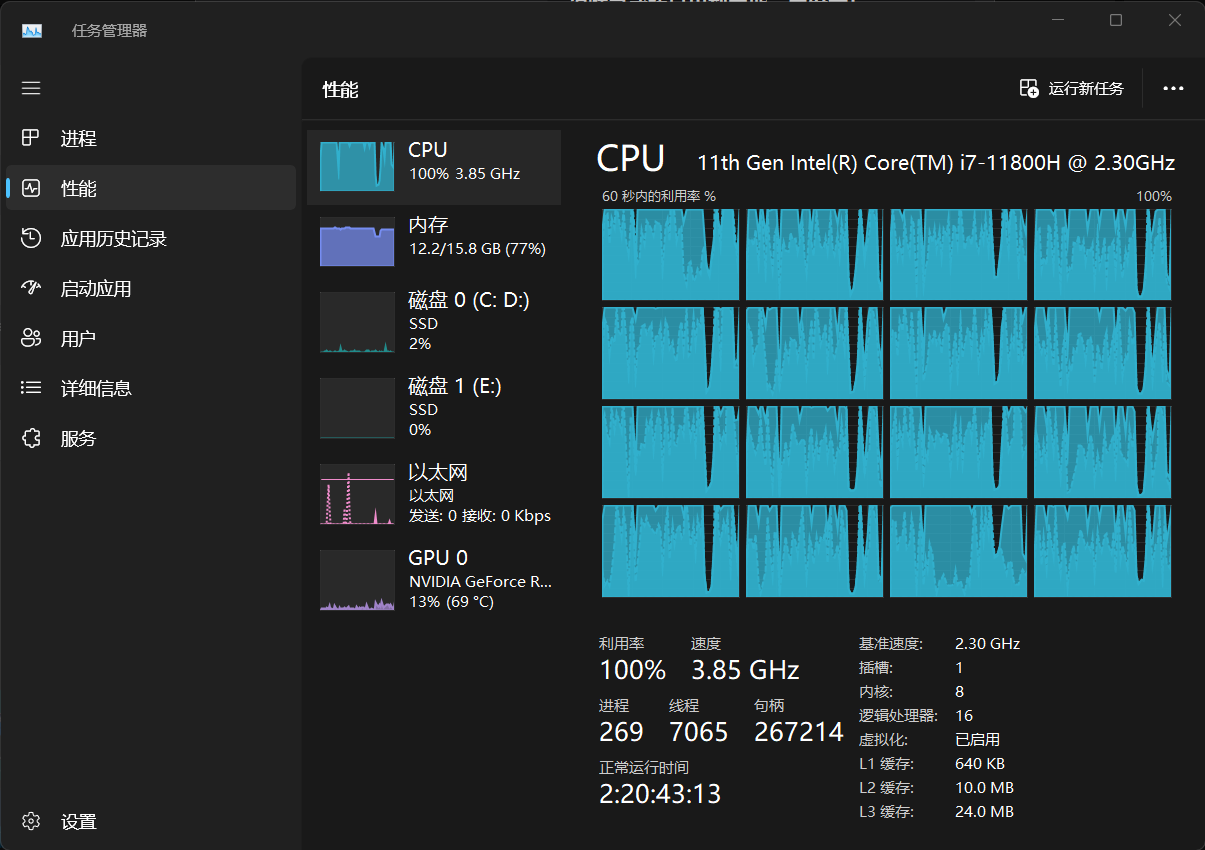 任务管理器
性能
运行新任务
进程
性能
应用历史记录
启动应用
用户
详细信息
服务
设置
CPU
100% 3.85 GHz
内存
12.2/15.8 GB (77%)
磁盘 0 (C: D:)
SSD
2%
磁盘 1 (E:)
SSD
0%
以太网
以太网
发送: 0 接收: 0 Kbps
GPU 0
NVIDIA GeForce R...
13% (69 °C)
CPU
11th Gen Intel(R) Core(TM) i7-11800H @ 2.30GHz
60 秒内的利用率 %
100%
利用率 速度
100% 3.85 GHz
进程 线程 句柄
269 7065 267214
正常运行时间
2:20:43:13
基准速度: 2.30 GHz
插槽: 1
内核: 8
逻辑处理器: 16
虚拟化: 已启用
L1 缓存: 640 KB
L2 缓存: 10.0 MB
L3 缓存: 24.0 MB